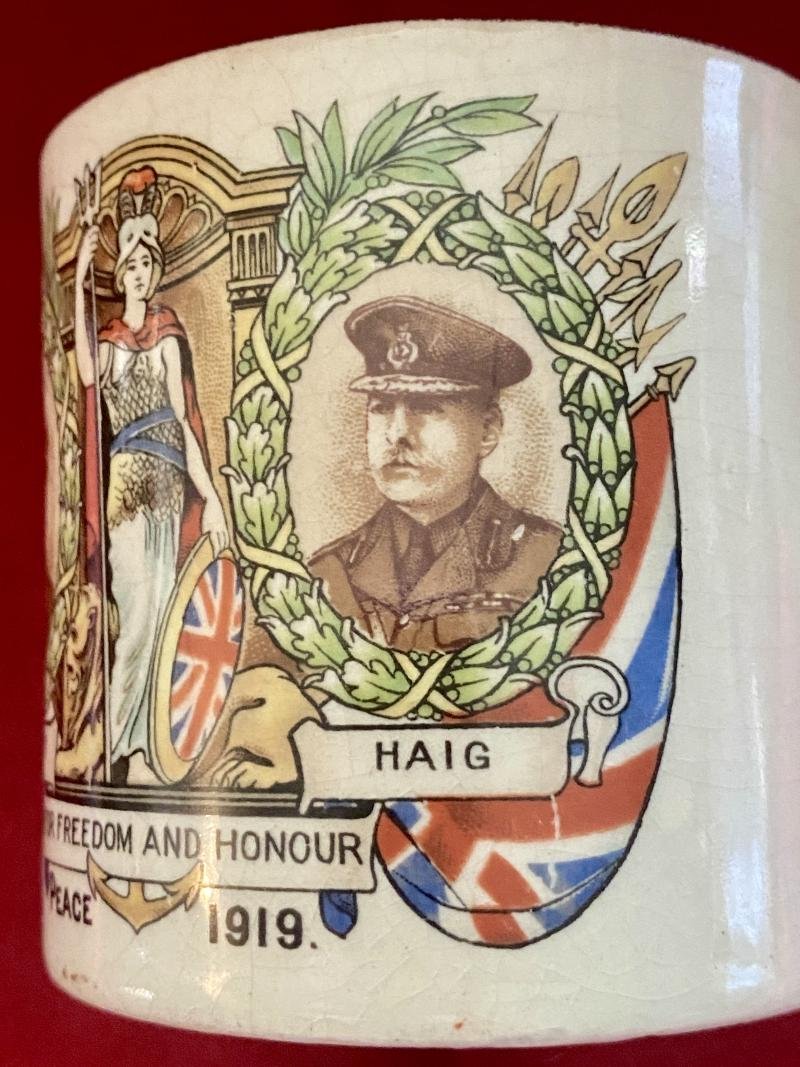 HAIG
FREEDOM AND HONOUR
PEACE
1919.